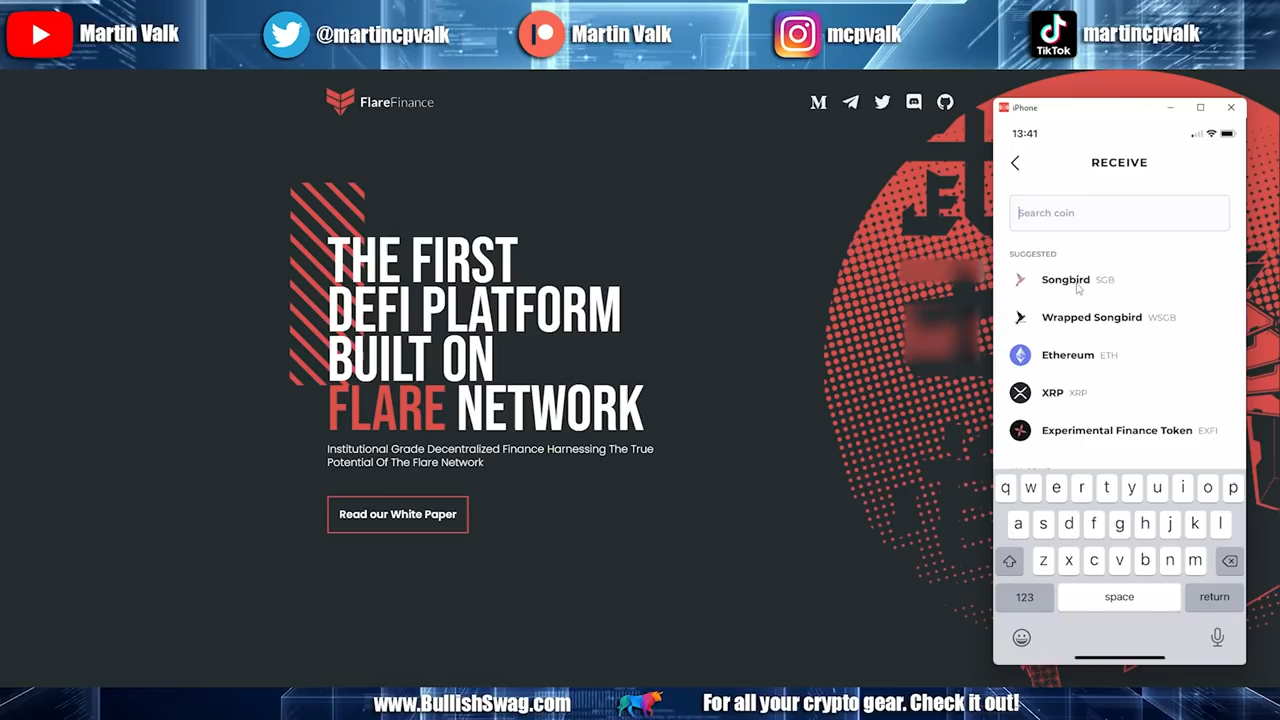 Martin Valk
@martincpvalk
Martin Valk
mcpvalk
TikTok
martincpvalk
FlareFinance
THE FIRST
DEFI PLATFORM
BUILT ON
FLARE NETWORK
Institutional Grade Decentralized Finance Harnessing The True
Potential Of The Flare Network
Read our White Paper
iPhone
13:41
RECEIVE
Search coin
SUGGESTED
Songbird SGB
Wrapped Songbird WSGB
Ethereum ETH
XRP XRP
Experimental Finance Token EXFI
q w e r t y u i o p
a s d f g h j k l
z x c v b n m
123 space return
www.BullishSwag.com
For all your crypto gear. Check it out!